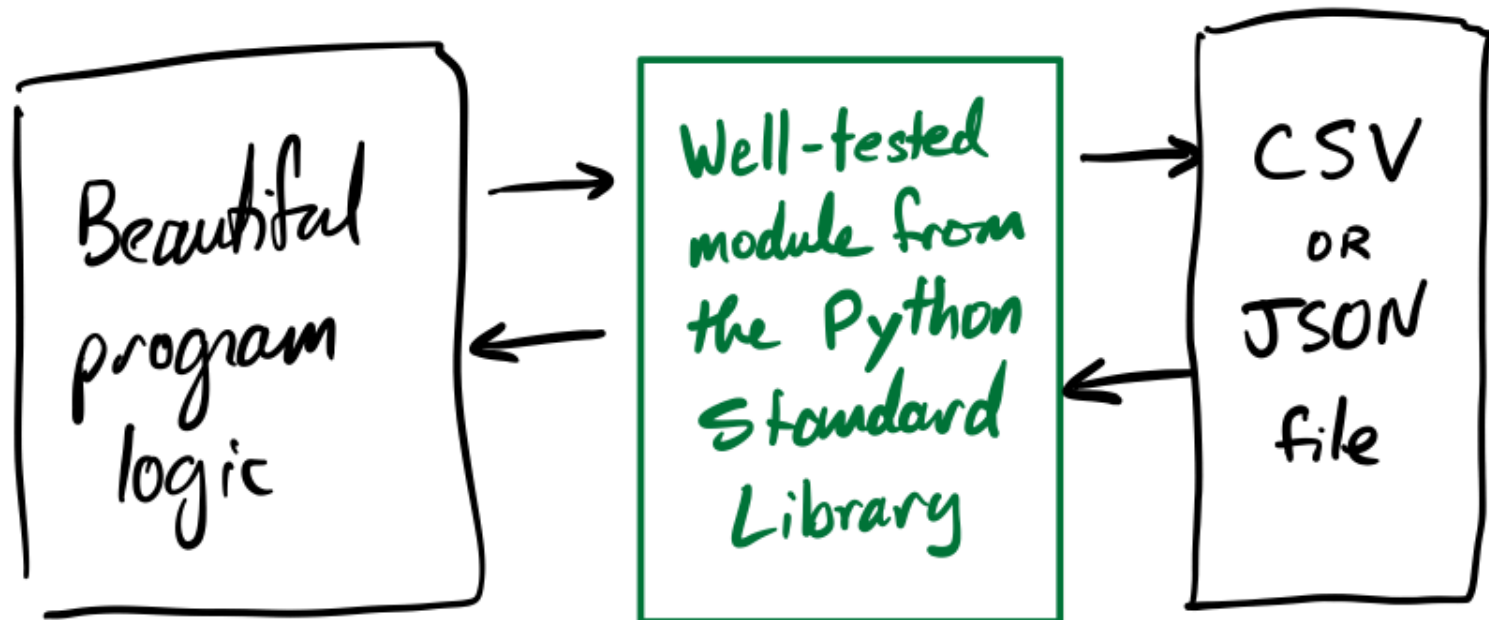 Beautiful
program
logic
Well-tested
module from
the Python
Standard
Library
CSV
OR
JSON
file